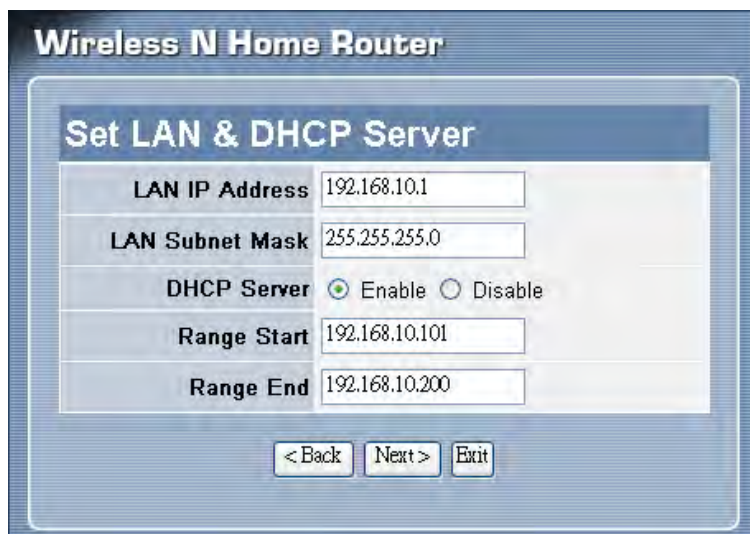 Wireless N Home Router
Set LAN & DHCP Server
LAN IP Address 192.168.10.1
LAN Subnet Mask 255.255.255.0
DHCP Server Enable Disable
Range Start 192.168.10.101
Range End 192.168.10.200
< Back Next > Exit